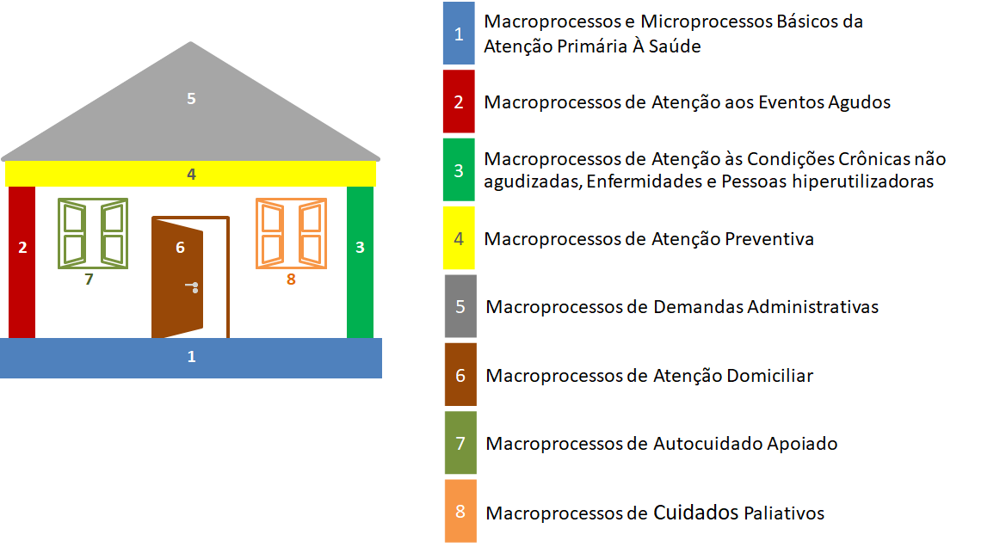 5
4
2
6
3
7
8
1
1
Macroprocessos e Microprocessos Básicos da
Atenção Primária À Saúde
2
Macroprocessos de Atenção aos Eventos Agudos
3
Macroprocessos de Atenção às Condições Crônicas não
agudizadas, Enfermidades e Pessoas hiperutilizadoras
4
Macroprocessos de Atenção Preventiva
5
Macroprocessos de Demandas Administrativas
6
Macroprocessos de Atenção Domiciliar
7
Macroprocessos de Autocuidado Apoiado
8
Macroprocessos de Cuidados Paliativos